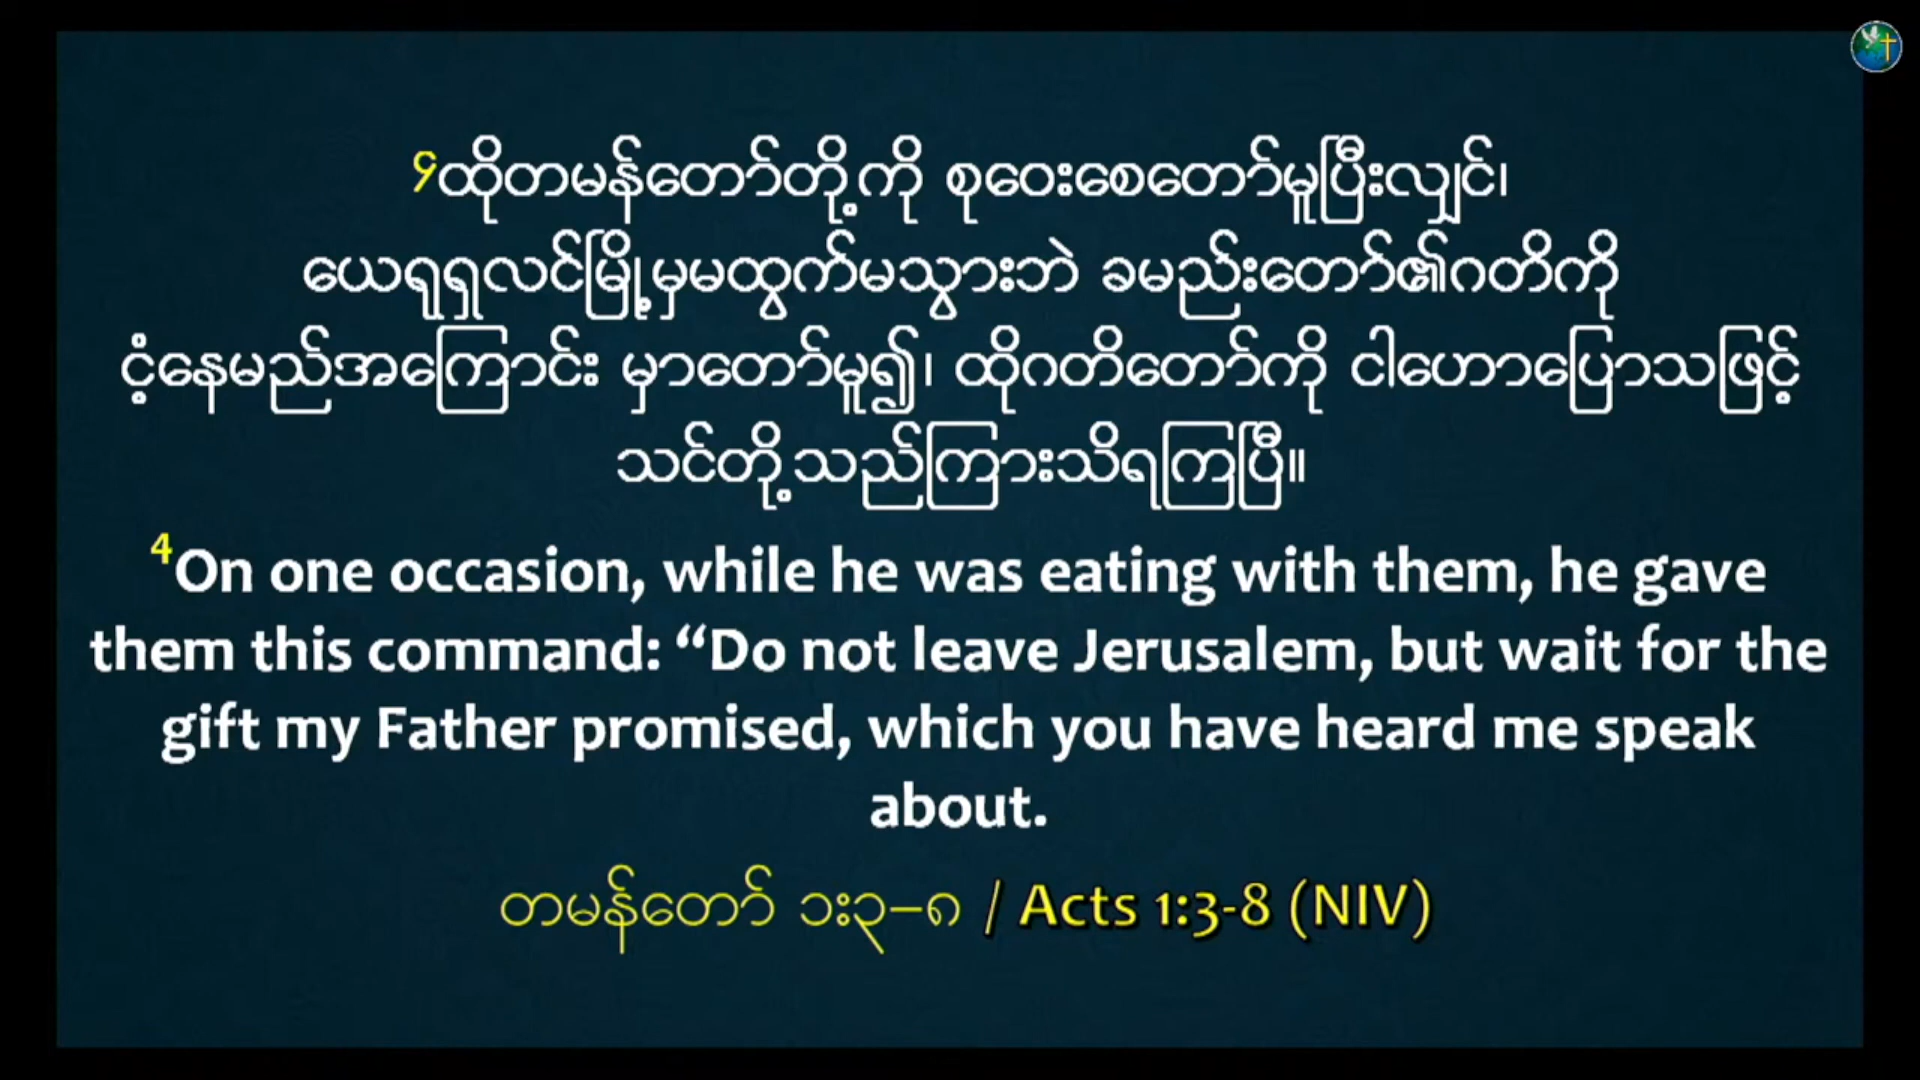 ၄ထိုတမန်တော်တို့ကို စုဝေးစေတော်မူပြီးလျှင်၊
ယေရုရှလင်မြို့မှမထွက်မသွားဘဲ ခမည်းတော်၏ဂတိကို
ငံ့နေမည်အကြောင်း မှာတော်မူ၍၊ ထိုဂတိတော်ကို ငါဟောပြောသဖြင့်
သင်တို့သည်ကြားသိရကြပြီ။
4On one occasion, while he was eating with them, he gave
them this command: “Do not leave Jerusalem, but wait for the
gift my Father promised, which you have heard me speak
about.
တမန်တော် ၁း၃–၈ / Acts 1:3-8 (NIV)